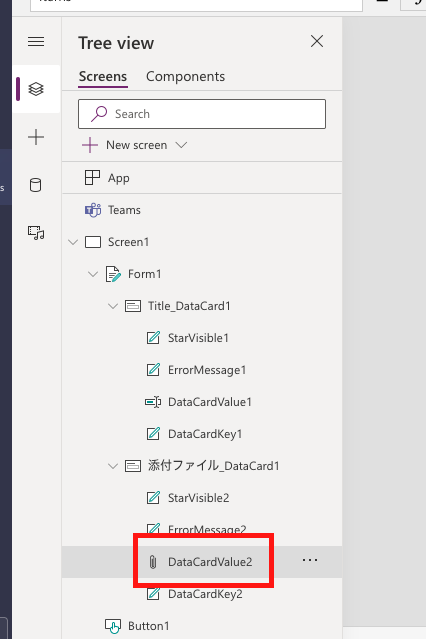 Tree view
Screens Components
Search
New screen
App
Teams
Screen1
Form1
Title_DataCard1
StarVisible1
ErrorMessage1
DataCardValue1
DataCardKey1
添付ファイル_DataCard1
StarVisible2
ErrorMessage2
DataCardValue2
DataCardKey2
Button1